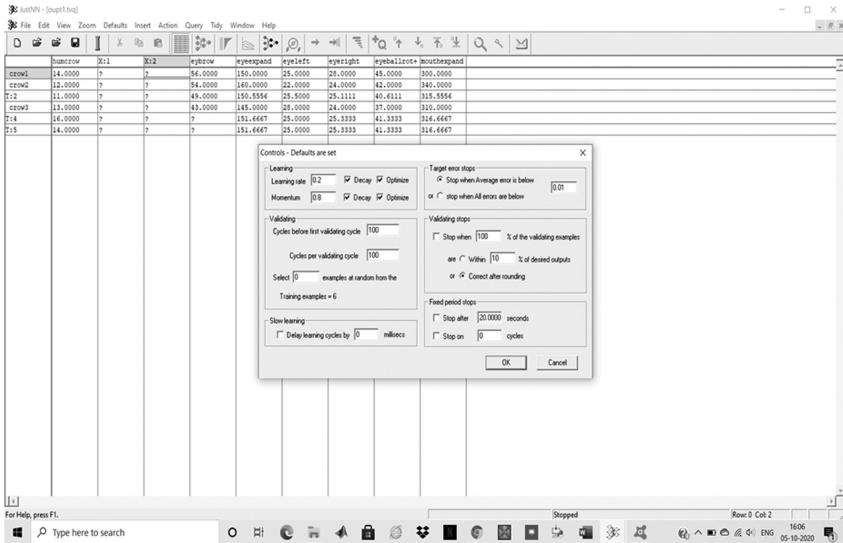 JustNN - [oupt1.tvq]
File Edit View Zoom Defaults Insert Action Query Tidy Window Help
humcrow X:1 X:2 eybrow eyeexpand eyeleft eyeright eyeballrot+ mouthexpand
crow1 14.0000 ? ? 56.0000 150.0000 25.0000 28.0000 45.0000 300.0000
crow2 12.0000 ? ? 54.0000 160.0000 22.0000 24.0000 42.0000 340.0000
T:2 11.0000 ? ? 49.0000 150.5556 25.5000 25.1111 40.6111 315.5556
crow3 13.0000 ? ? 43.0000 145.0000 28.0000 24.0000 37.0000 310.0000
T:4 16.0000 ? ? ? 151.6667 25.0000 25.3333 41.3333 316.6667
T:5 14.0000 ? ? ? 151.6667 25.0000 25.3333 41.3333 316.6667
Controls - Defaults are set
Learning
Learning rate 0.2 Decay Optimize
Momentum 0.8 Decay Optimize
Validating
Cycles before first validating cycle 100
Cycles per validating cycle 100
Select 0 examples at random from the
Training examples = 6
Slow learning
Delay learning cycles by 0 millisecs
Target error stops
Stop when Average error is below
or stop when All errors are below
0.01
Validating stops
Stop when 100 % of the validating examples
are Within 10 % of desired outputs
or Correct after rounding
Fixed period stops
Stop after 20.0000 seconds
Stop on 0 cycles
OK Cancel
For Help, press F1. Stopped Row: 0 Col: 2
Type here to search
ENG 16:06
05-10-2020